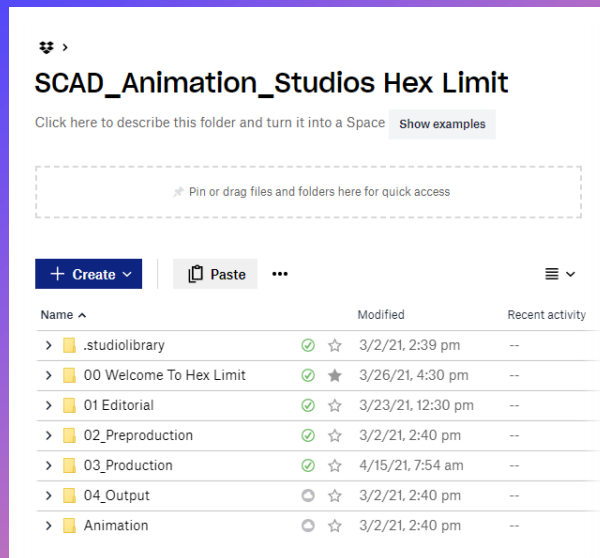 SCAD_Animation_Studios Hex Limit
Click here to describe this folder and turn it into a Space Show examples
Pin or drag files and folders here for quick access
Create Paste
Name Modified Recent activity
.studiolibrary 3/2/21, 2:39 pm --
00 Welcome To Hex Limit 3/26/21, 4:30 pm --
01 Editorial 3/23/21, 12:30 pm --
02_Preproduction 3/2/21, 2:40 pm --
03_Production 4/15/21, 7:54 am --
04_Output 3/2/21, 2:40 pm --
Animation 3/2/21, 2:40 pm --